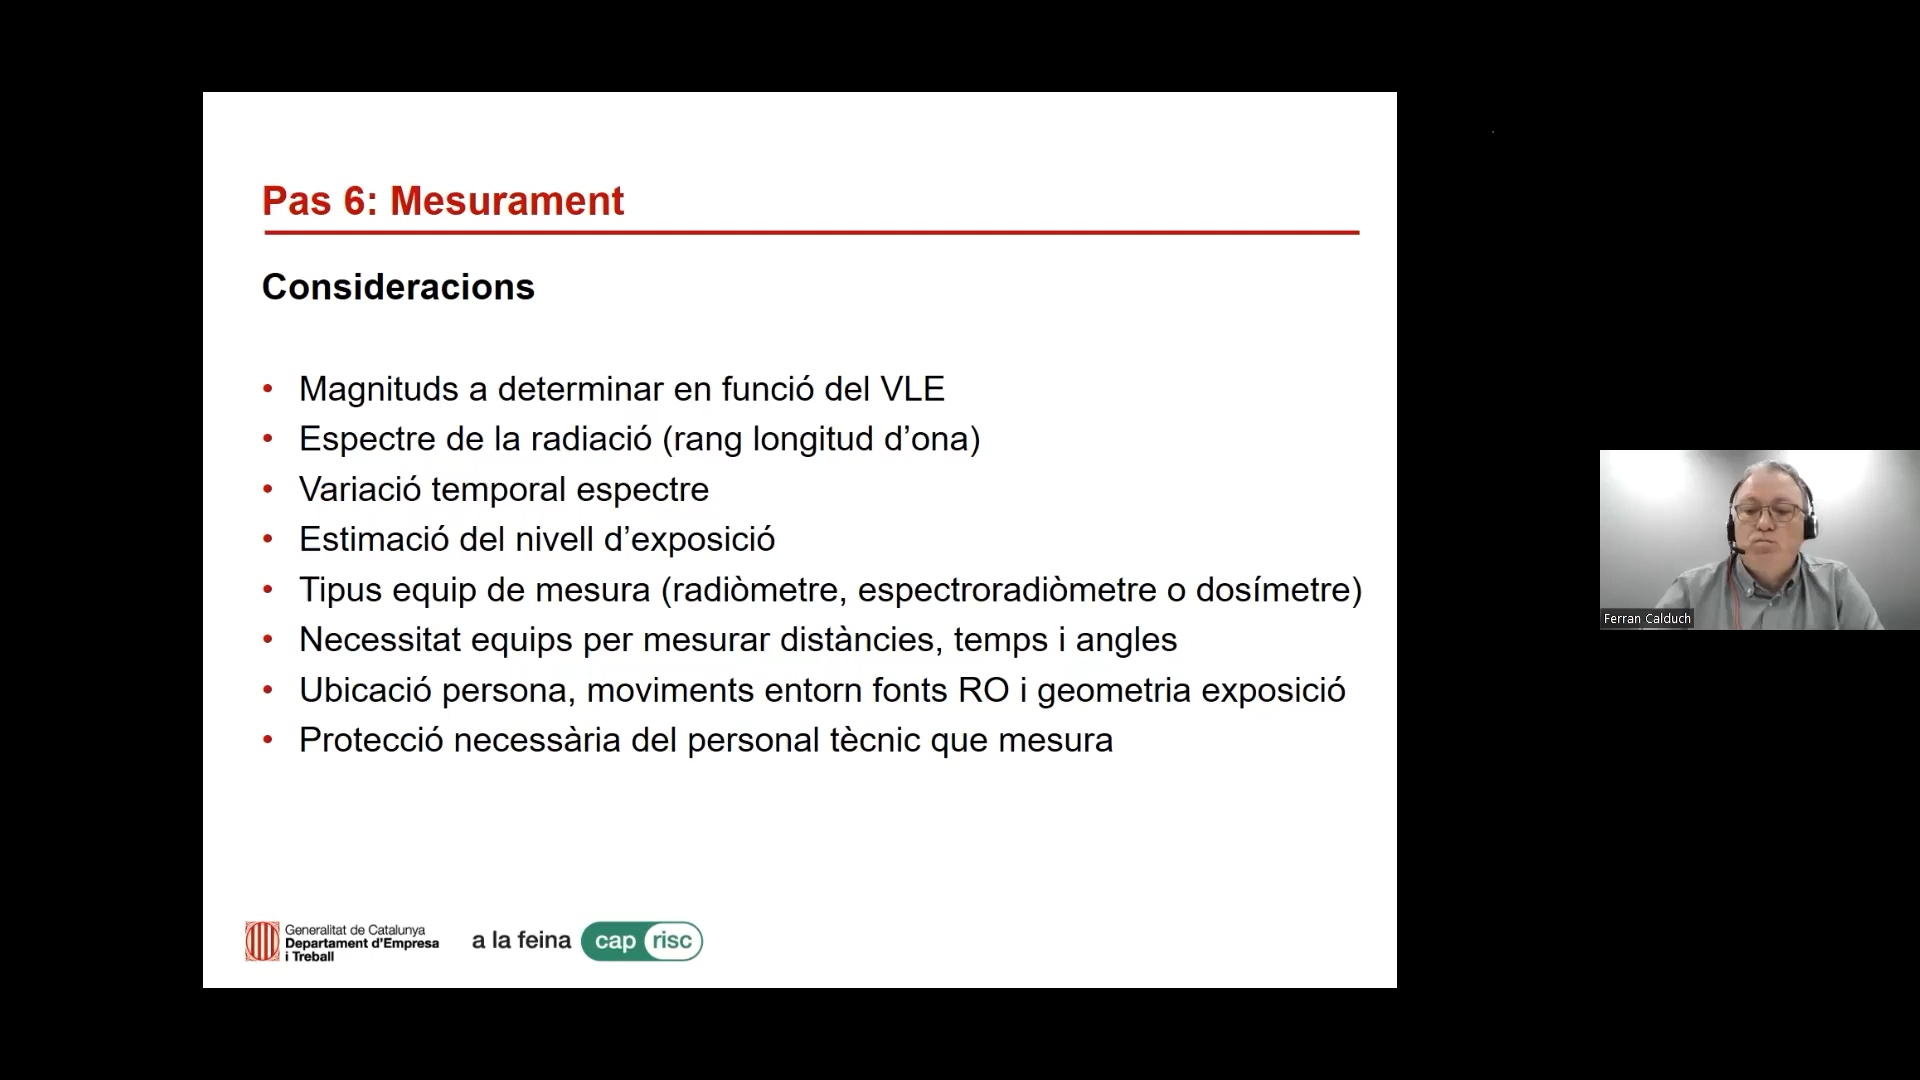 Pas 6: Mesurament
Consideracions
• Magnituds a determinar en funció del VLE
• Espectre de la radiació (rang longitud d’ona)
• Variació temporal espectre
• Estimació del nivell d’exposició
• Tipus equip de mesura (radiòmetre, espectroradiòmetre o dosímetre)
• Necessitat equips per mesurar distàncies, temps i angles
• Ubicació persona, moviments entorn fonts RO i geometria exposició
• Protecció necessària del personal tècnic que mesura
Generalitat de Catalunya
Departament d’Empresa
i Treball
a la feina cap risc
Ferran Calduch